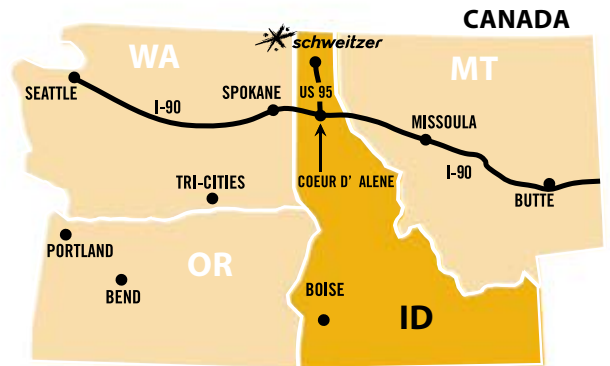 CANADA
schweitzer
WA
MT
SEATTLE
SPOKANE
US 95
I-90
MISSOULA
I-90
COEUR D' ALENE
TRI-CITIES
BUTTE
PORTLAND
OR
BEND
BOISE
ID